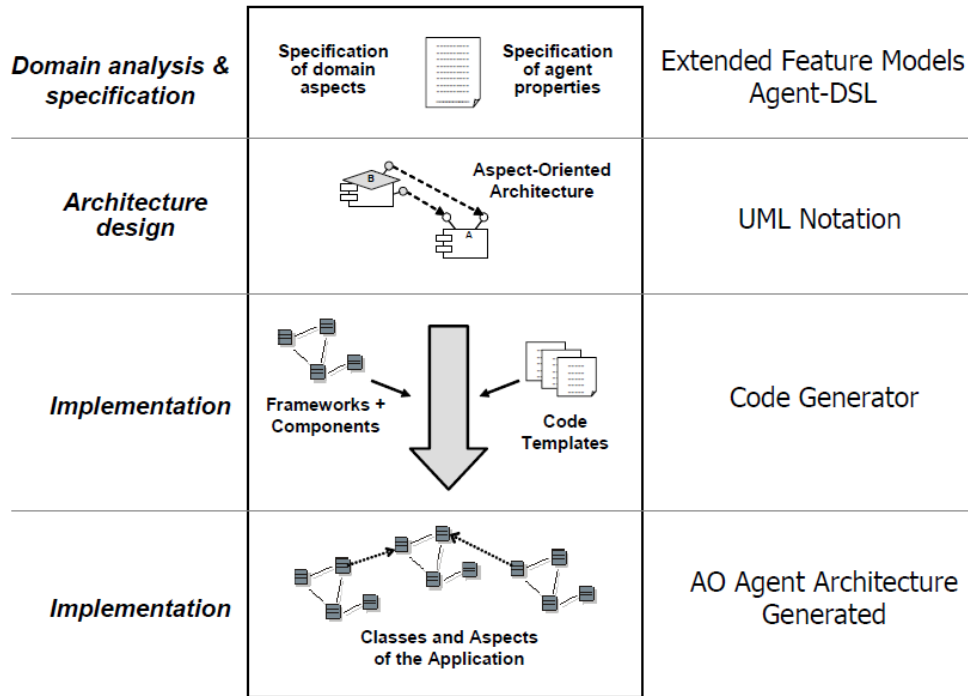 Domain analysis &
specification
Specification
of domain
aspects
Specification
of agent
properties
Extended Feature Models
Agent-DSL
Architecture
design
B
A
Aspect-Oriented
Architecture
UML Notation
Implementation
Frameworks +
Components
Code
Templates
Code Generator
Implementation
Classes and Aspects
of the Application
AO Agent Architecture
Generated